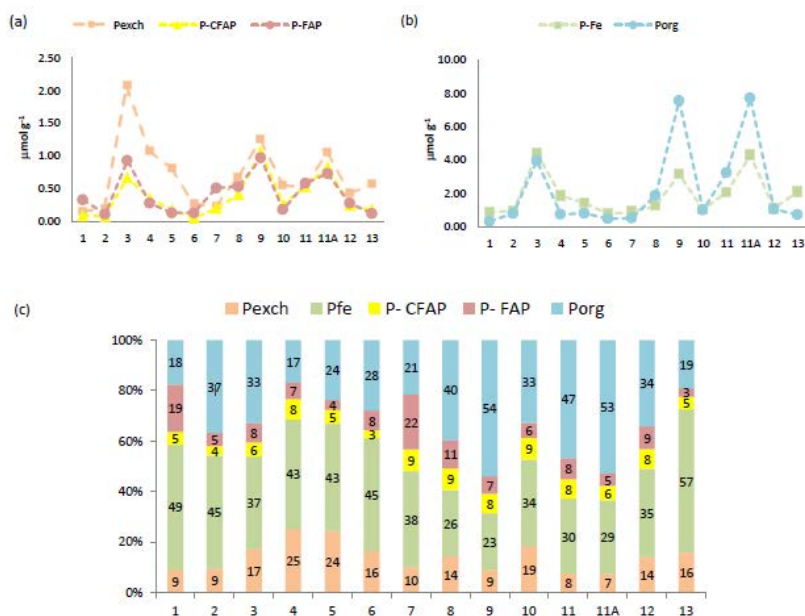 (a)
Pexch P-CFAP P-FAP
2.50
2.00
1.50
1.00
0.50
0.00
µmol g⁻¹
1 2 3 4 5 6 7 8 9 10 11 11A 12 13
(b)
P-Fe Porg
10.00
8.00
6.00
4.00
2.00
0.00
µmol g⁻¹
1 2 3 4 5 6 7 8 9 10 11 11A 12 13
(c)
Pexch Pfe P- CFAP P- FAP Porg
100%
80%
60%
40%
20%
0%
18 37 33 17 24 28 21 40 54 33 47 53 34 19
19 5 8 7 4 8 22 11 7 6 8 5 9 3
5 4 6 8 5 3 9 9 8 9 8 6 8 5
49 45 37 43 43 45 38 26 23 34 30 29 35 57
9 9 17 25 24 16 10 14 9 19 8 7 14 16
1 2 3 4 5 6 7 8 9 10 11 11A 12 13